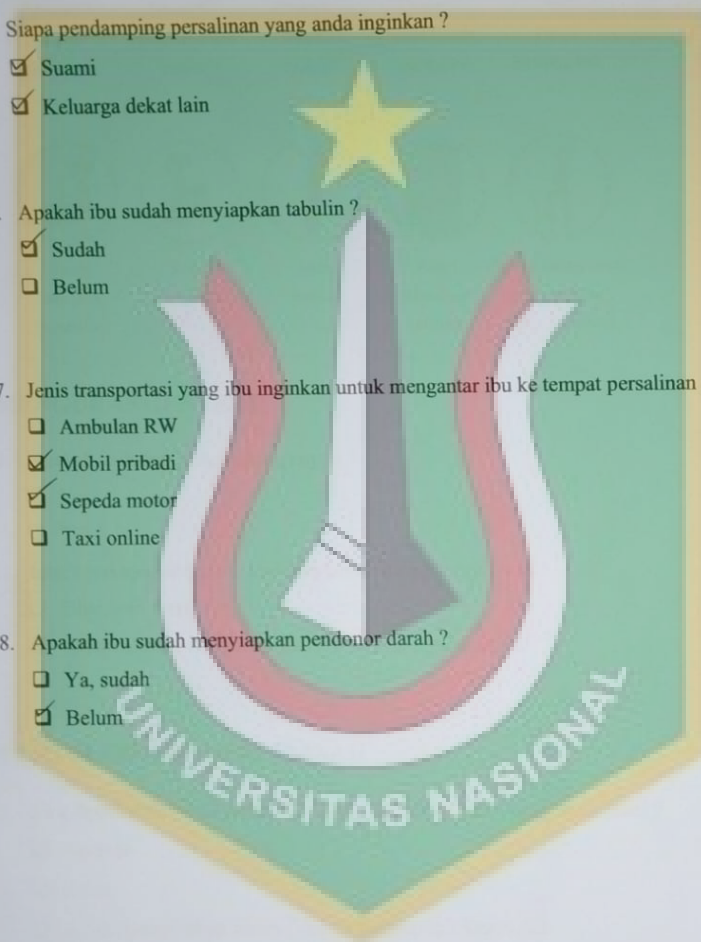 Siapa pendamping persalinan yang anda inginkan ?
☑ Suami
☑ Keluarga dekat lain
. Apakah ibu sudah menyiapkan tabulin ?
☑ Sudah
❑ Belum
7. Jenis transportasi yang ibu inginkan untuk mengantar ibu ke tempat persalinan
❑ Ambulan RW
☑ Mobil pribadi
☑ Sepeda motor
❑ Taxi online
8. Apakah ibu sudah menyiapkan pendonor darah ?
❑ Ya, sudah
☑ Belum
UNIVERSITAS NASIONAL